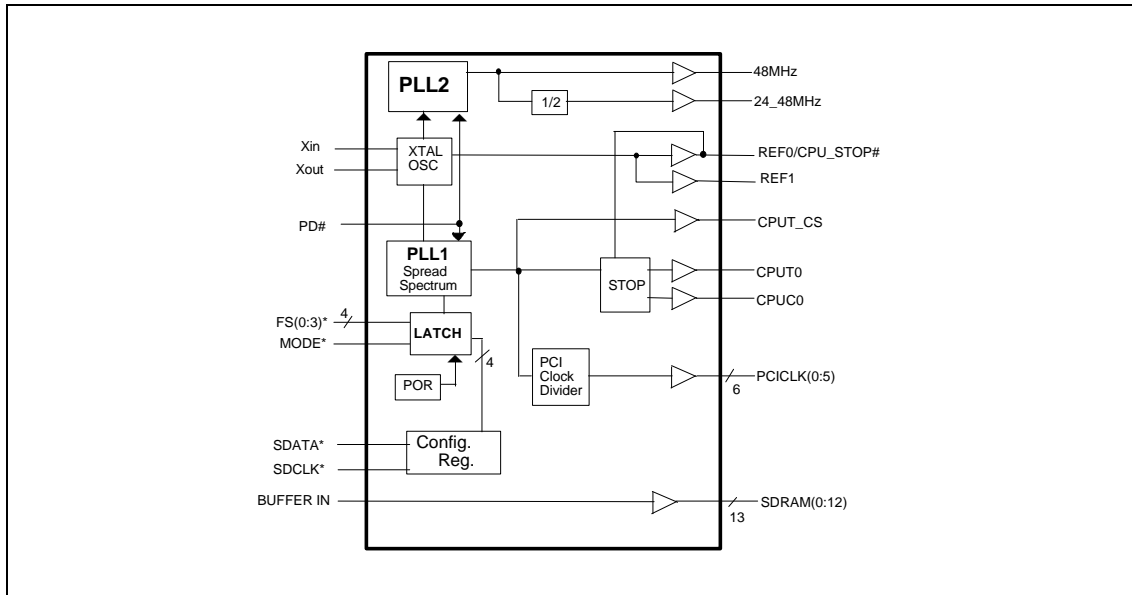 PLL2
48MHz
1/2
24_48MHz
Xin
XTAL
OSC
Xout
REF0/CPU_STOP#
REF1
PD#
CPUT_CS
PLL1
Spread
Spectrum
STOP
CPUT0
CPUC0
FS(0:3)*
4
LATCH
MODE*
4
POR
PCI
Clock
Divider
PCICLK(0:5)
6
SDATA*
Config.
Reg.
SDCLK*
BUFFER IN
SDRAM(0:12)
13